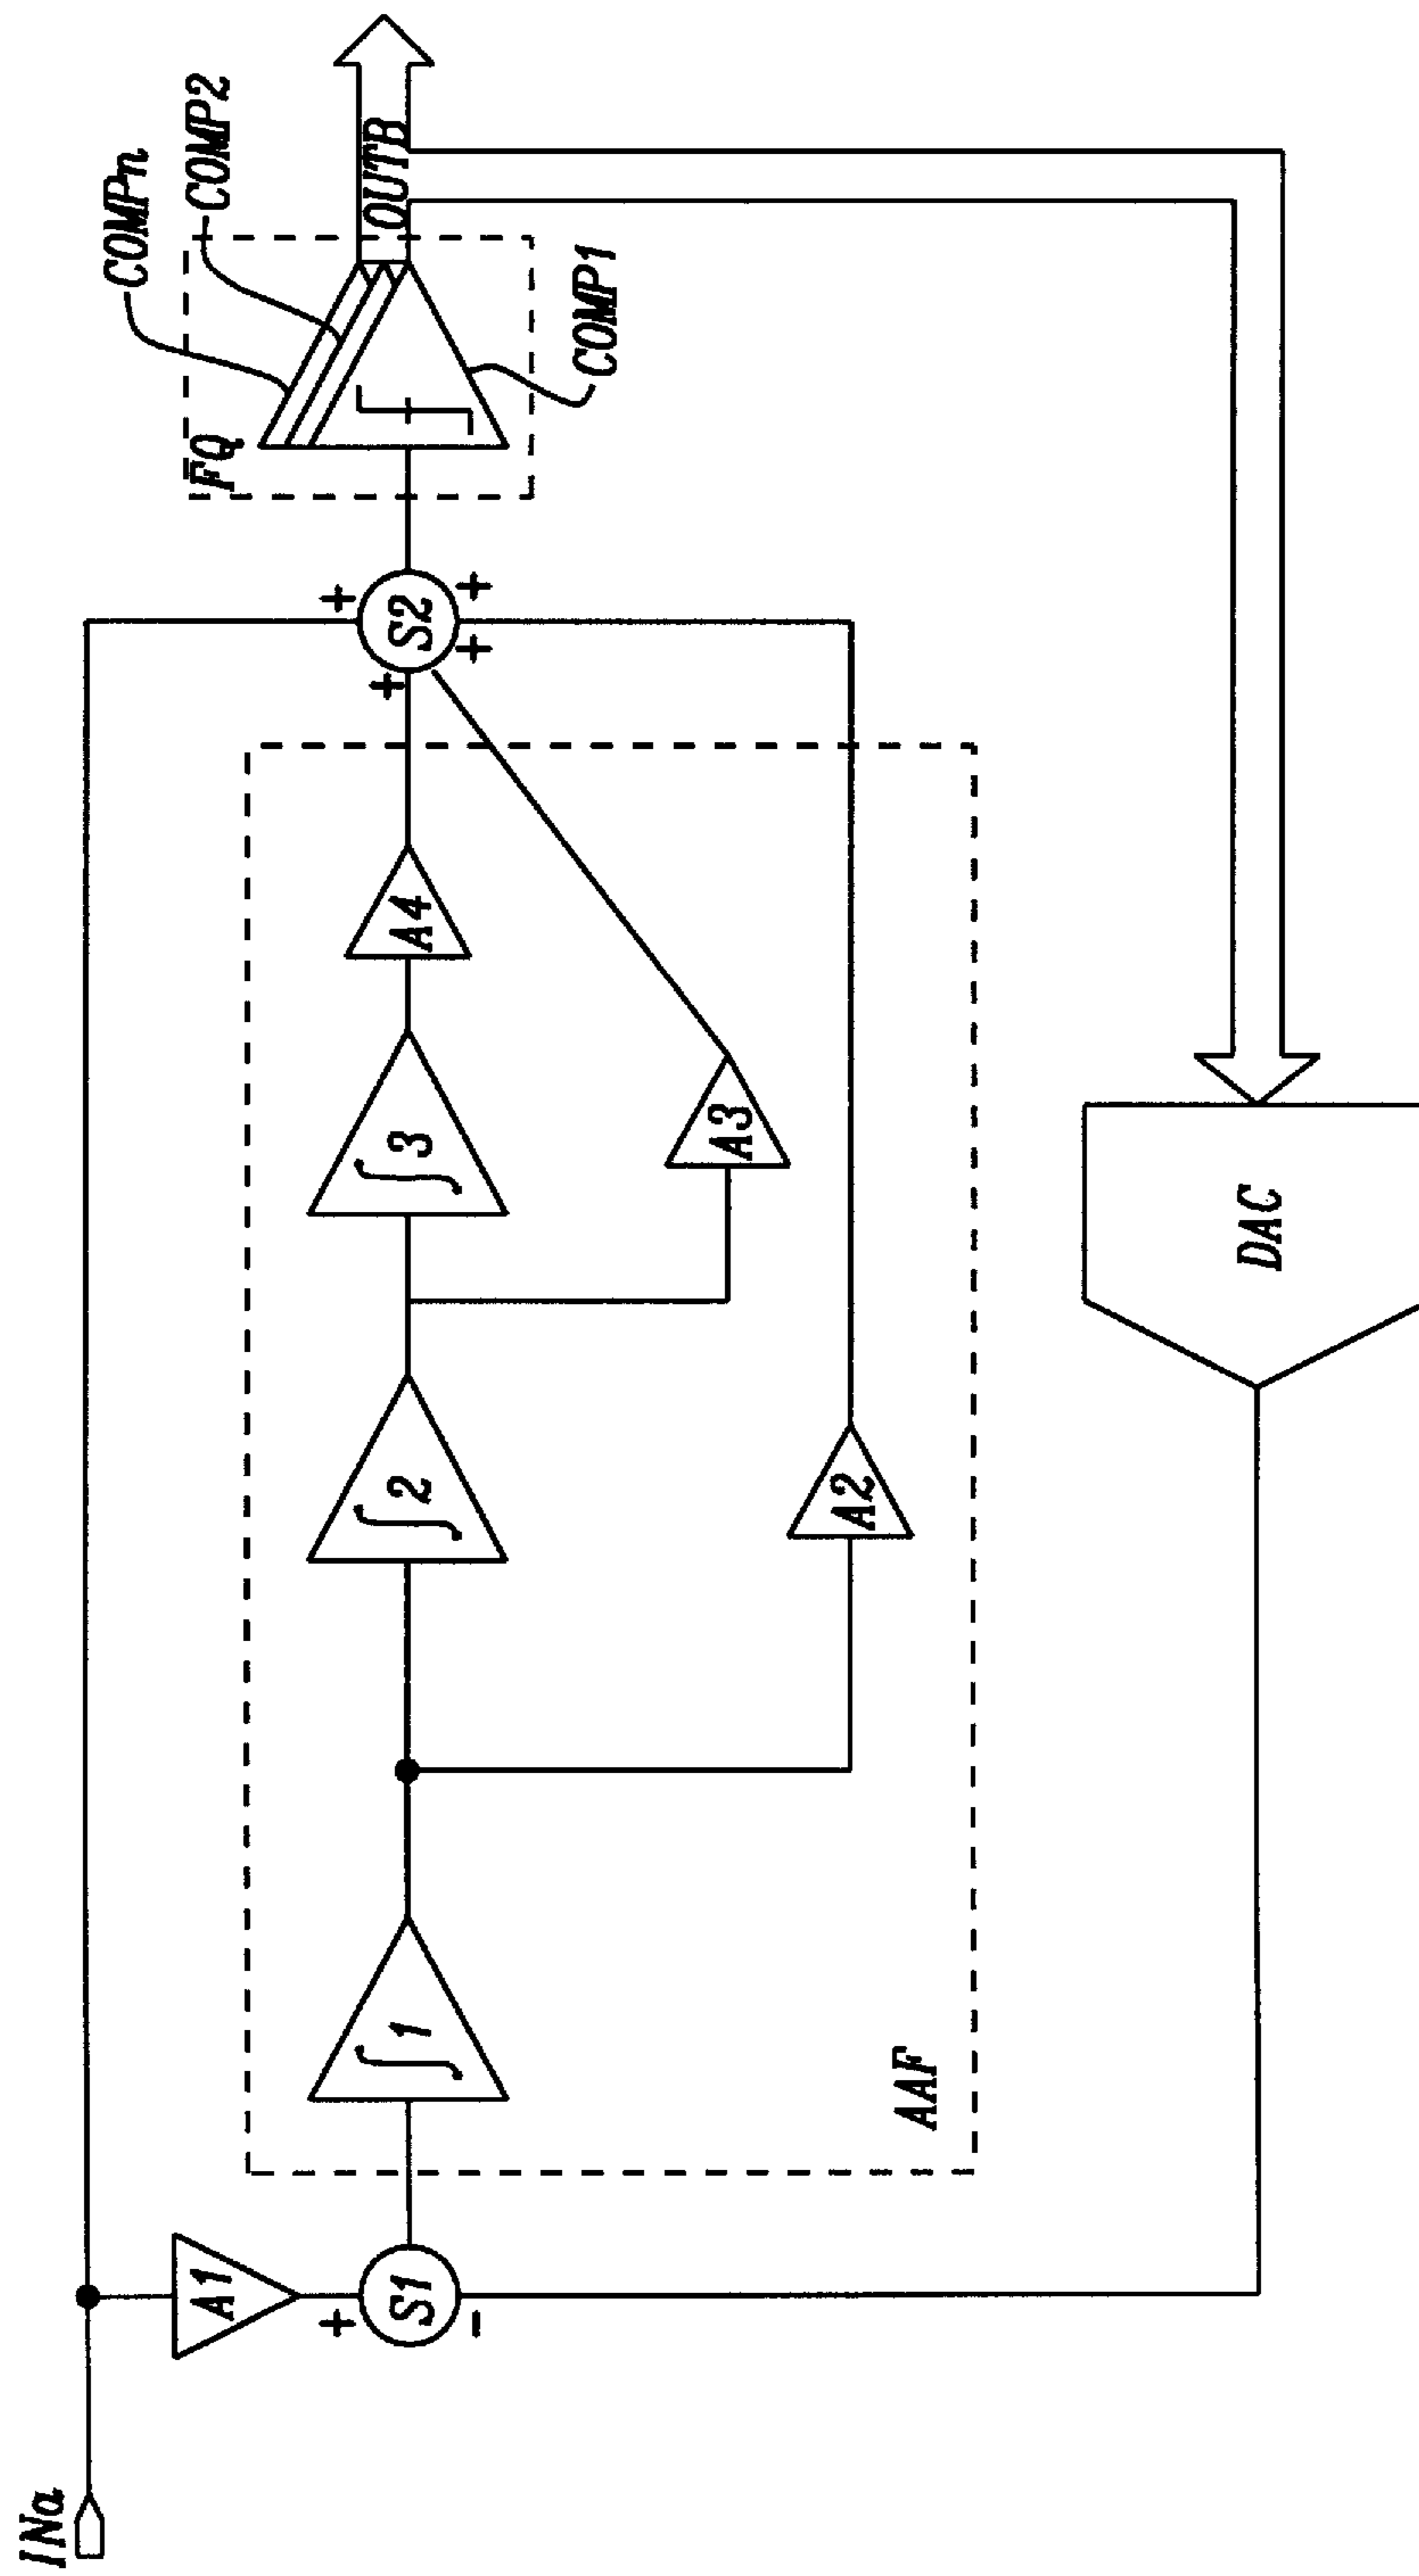 INa
A1
+
S1
-
∫1
∫2
∫3
A4
A3
A2
AAF
+
+
+
+
S2
FQ
COMPn
COMP2
COMP1
OUTB
DAC